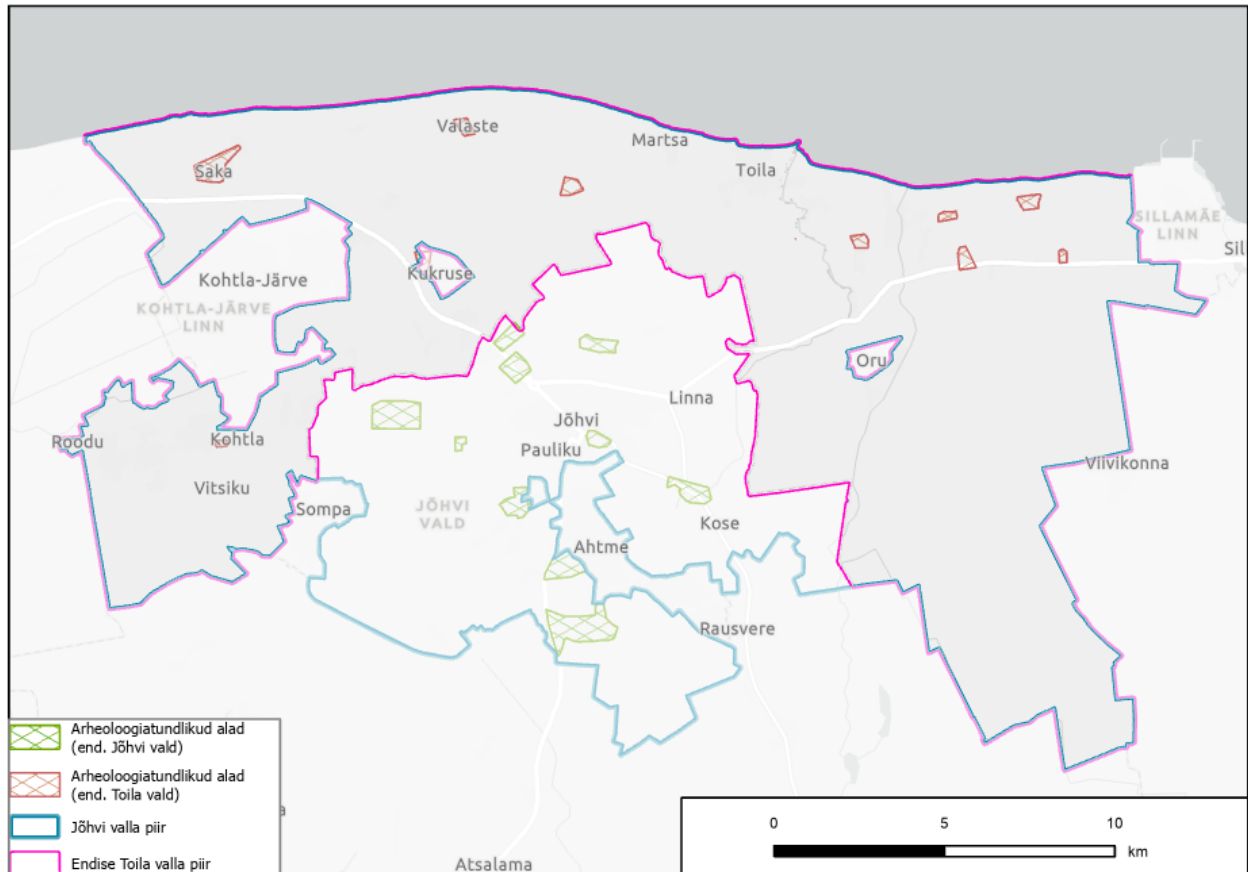 Valaste
Martsa
Toila
Saka
SILLAMÄE
LINN
Sil
Kohtla-Järve
Kukruse
KOHTLA-JÄRVE
LINN
Oru
Linna
Jõhvi
Roodu
Kohtla
Pauliku
Viivikonna
Vitsiku
Sompa
JÕHVI
VALD
Kose
Ahtme
Rausvere
Arheoloogiatundlikud alad
(end. Jõhvi vald)
Arheoloogiatundlikud alad
(end. Toila vald)
a
Jõhvi valla piir
Endise Toila valla piir
Atsalama
0 5 10
km